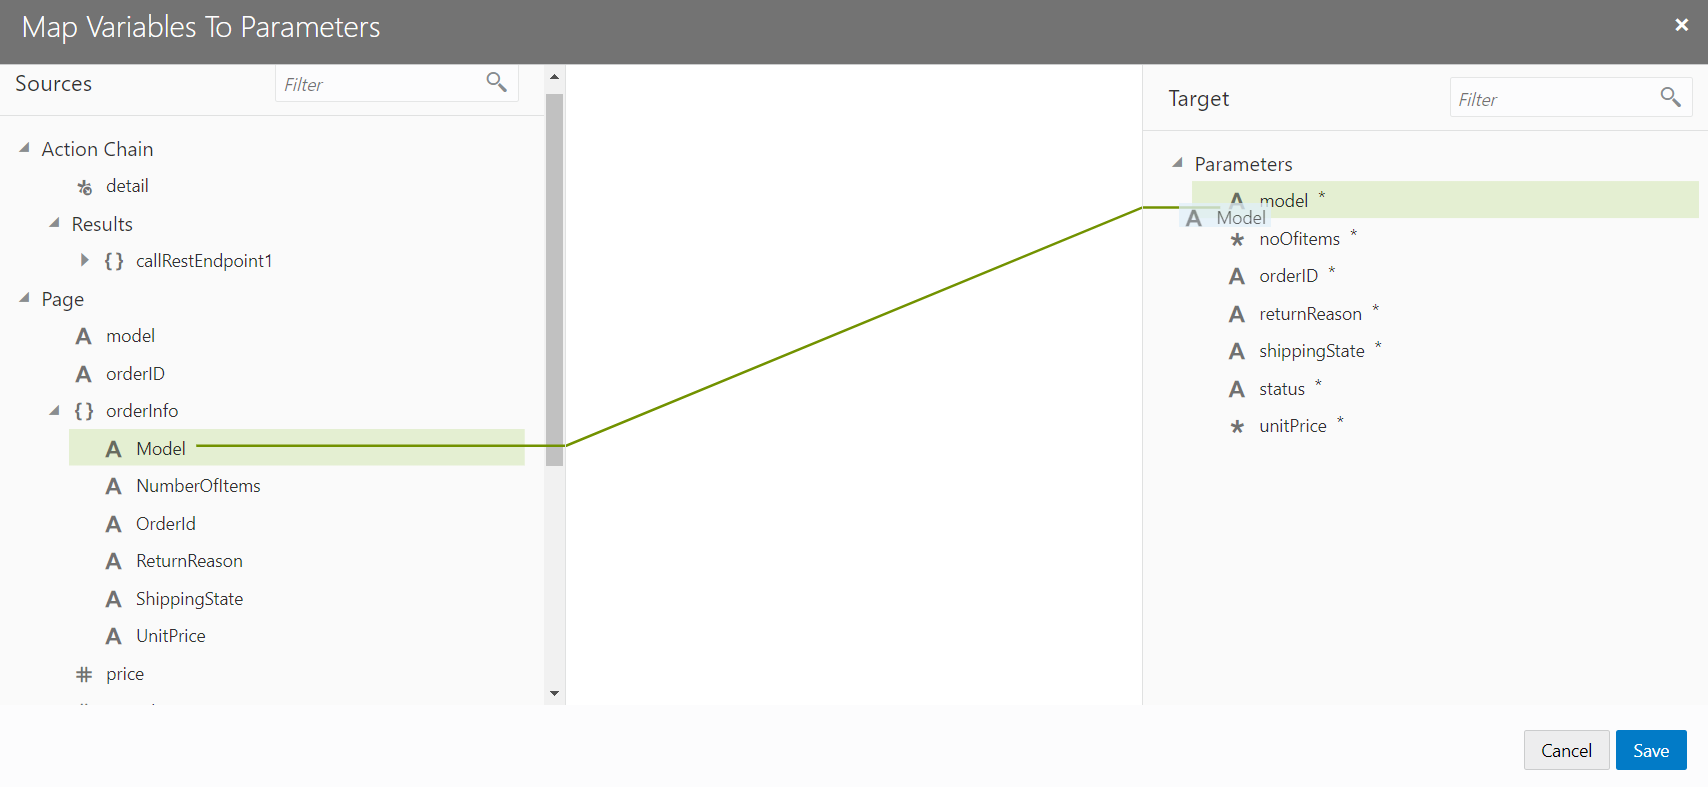 Map Variables To Parameters
×
Sources
Filter
Action Chain
detail
Results
{ } callRestEndpoint1
Page
A model
A orderID
{ } orderInfo
A Model
A NumberOfItems
A OrderId
A ReturnReason
A ShippingState
A UnitPrice
# price
Target
Filter
Parameters
A model *
A Model
* noOfitems *
A orderID *
A returnReason *
A shippingState *
A status *
* unitPrice *
Cancel
Save